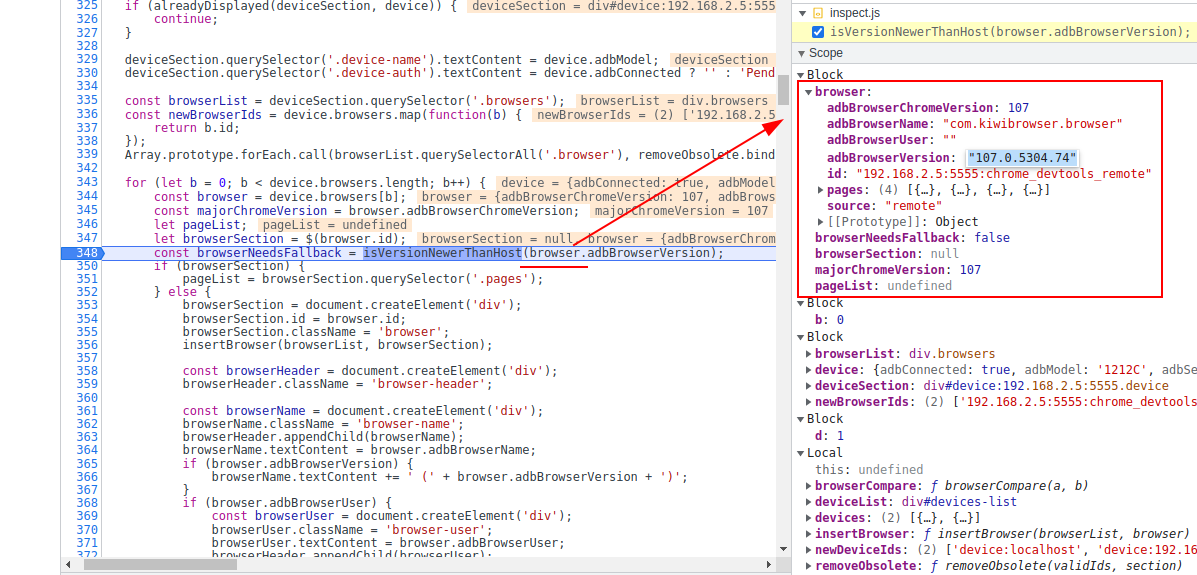 325 if (alreadyDisplayed(deviceSection, device)) { deviceSection = div#device:192.168.2.5:5555
326 continue;
327 }
328
329 deviceSection.querySelector('.device-name').textContent = device.adbModel; deviceSection
330 deviceSection.querySelector('.device-auth').textContent = device.adbConnected ? '' : 'Pend
334
335 const browserList = deviceSection.querySelector('.browsers'); browserList = div.browsers
336 const newBrowserIds = device.browsers.map(function(b) { newBrowserIds = (2) ['192.168.2.5
337 return b.id;
338 });
339 Array.prototype.forEach.call(browserList.querySelectorAll('.browser'), removeObsolete.bind
342
343 for (let b = 0; b < device.browsers.length; b++) { device = {adbConnected: true, adbModel
344 const browser = device.browsers[b]; browser = {adbBrowserChromeVersion: 107, adbBrows
345 const majorChromeVersion = browser.adbBrowserChromeVersion; majorChromeVersion = 107
346 let pageList; pageList = undefined
347 let browserSection = $(browser.id); browserSection = null, browser = {adbBrowserChrom
348 const browserNeedsFallback = isVersionNewerThanHost(browser.adbBrowserVersion);
350 if (browserSection) {
351 pageList = browserSection.querySelector('.pages');
352 } else {
353 browserSection = document.createElement('div');
354 browserSection.id = browser.id;
355 browserSection.className = 'browser';
356 insertBrowser(browserList, browserSection);
357
358 const browserHeader = document.createElement('div');
359 browserHeader.className = 'browser-header';
360
361 const browserName = document.createElement('div');
362 browserName.className = 'browser-name';
363 browserHeader.appendChild(browserName);
364 browserName.textContent = browser.adbBrowserName;
365 if (browser.adbBrowserVersion) {
366 browserName.textContent += ' (' + browser.adbBrowserVersion + ')';
367 }
368 if (browser.adbBrowserUser) {
369 const browserUser = document.createElement('div');
370 browserUser.className = 'browser-user';
371 browserUser.textContent = browser.adbBrowserUser;
372 browserHeader.appendChild(browserUser);
inspect.js
isVersionNewerThanHost(browser.adbBrowserVersion);
Scope
Block
browser:
adbBrowserChromeVersion: 107
adbBrowserName: "com.kiwibrowser.browser"
adbBrowserUser: ""
adbBrowserVersion: "107.0.5304.74"
id: "192.168.2.5:5555:chrome_devtools_remote"
pages: (4) [{…}, {…}, {…}, {…}]
source: "remote"
[[Prototype]]: Object
browserNeedsFallback: false
browserSection: null
majorChromeVersion: 107
pageList: undefined
Block
b: 0
Block
browserList: div.browsers
device: {adbConnected: true, adbModel: '1212C', adbSe
deviceSection: div#device:192.168.2.5:5555.device
newBrowserIds: (2) ['192.168.2.5:5555:chrome_devtools
Block
d: 1
Local
this: undefined
browserCompare: ƒ browserCompare(a, b)
deviceList: div#devices-list
devices: (2) [{…}, {…}]
insertBrowser: ƒ insertBrowser(browserList, browser)
newDeviceIds: (2) ['device:localhost', 'device:192.16
removeObsolete: ƒ removeObsolete(validIds, section)